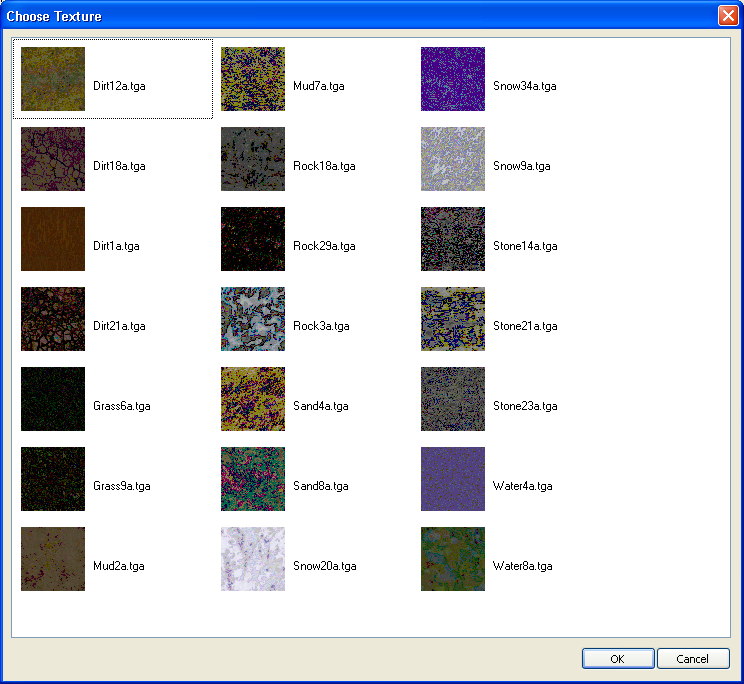 Choose Texture
Dirt12a.tga
Dirt18a.tga
Dirt1a.tga
Dirt21a.tga
Grass6a.tga
Grass9a.tga
Mud2a.tga
Mud7a.tga
Rock18a.tga
Rock29a.tga
Rock3a.tga
Sand4a.tga
Sand8a.tga
Snow20a.tga
Snow34a.tga
Snow9a.tga
Stone14a.tga
Stone21a.tga
Stone23a.tga
Water4a.tga
Water8a.tga
OK
Cancel